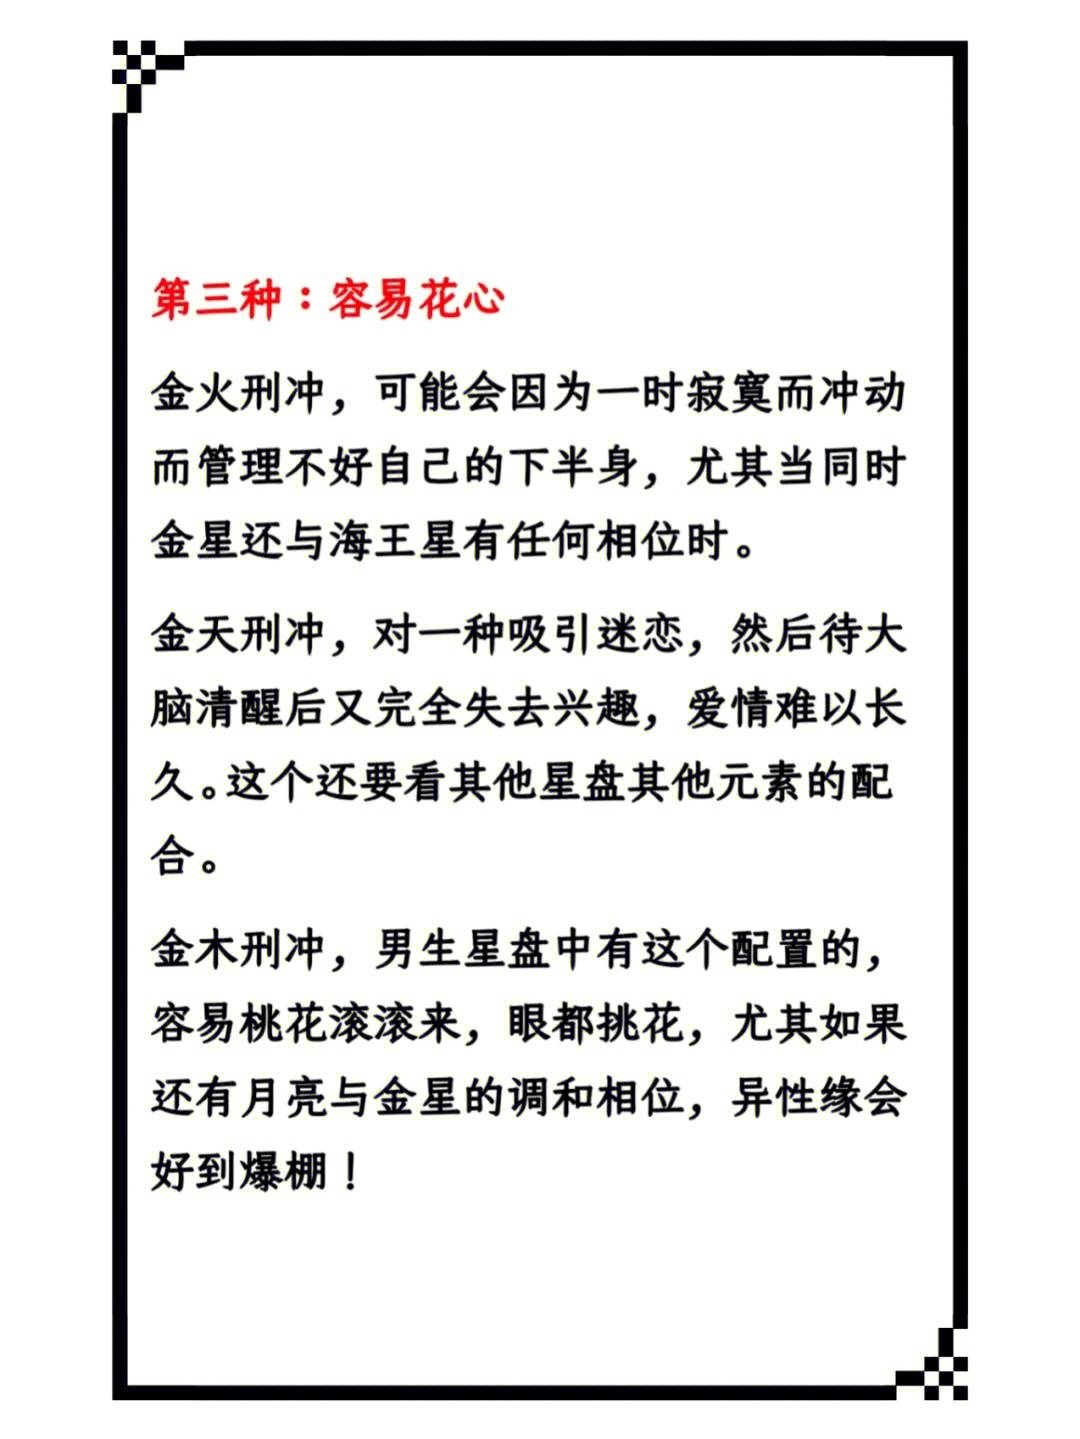 第三种：容易花心
金火刑冲，可能会因为一时寂寞而冲动
而管理不好自己的下半身，尤其当同时
金星还与海王星有任何相位时。
金天刑冲，对一种吸引迷恋，然后待大
脑清醒后又完全失去兴趣，爱情难以长
久。这个还要看其他星盘其他元素的配
合。
金木刑冲，男生星盘中有这个配置的，
容易桃花滚滚来，眼都挑花，尤其如果
还有月亮与金星的调和相位，异性缘会
好到爆棚！